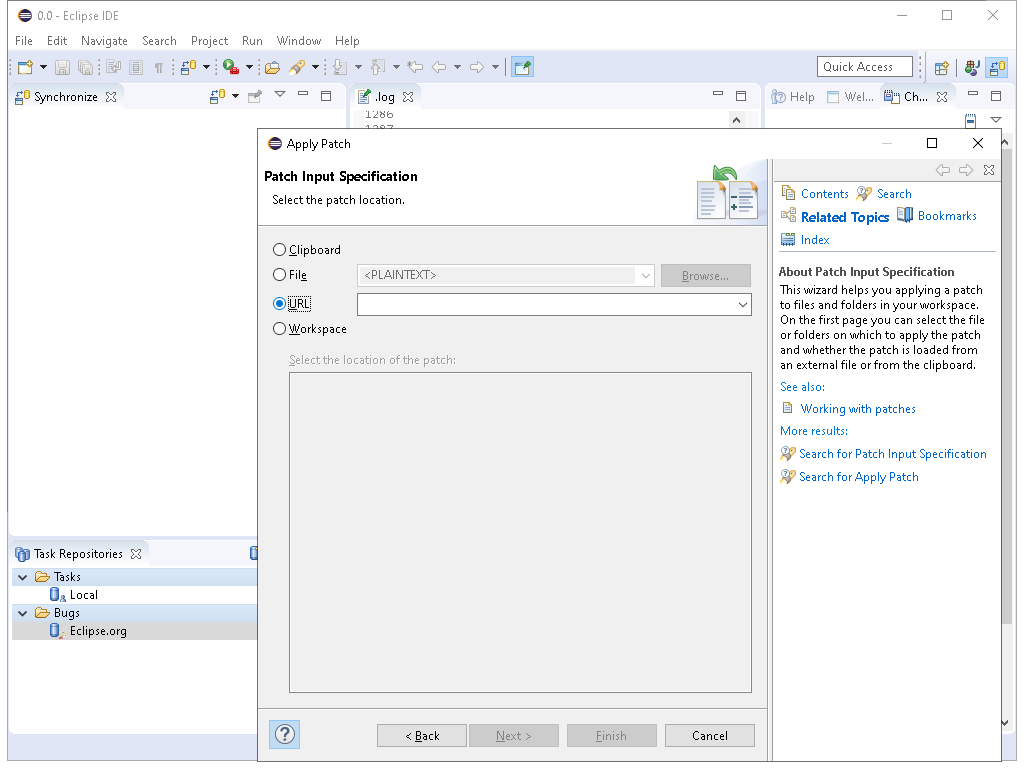 0.0 - Eclipse IDE
File Edit Navigate Search Project Run Window Help
Quick Access
Synchronize
.log
Help
Wel...
Ch...
1286
1287
Apply Patch
Patch Input Specification
Select the patch location.
Clipboard
File
<PLAINTEXT>
Browse...
URL
Workspace
Select the location of the patch:
< Back
Next >
Finish
Cancel
Contents
Search
Related Topics
Bookmarks
Index
About Patch Input Specification
This wizard helps you applying a patch
to files and folders in your workspace.
On the first page you can select the file
or folders on which to apply the patch
and whether the patch is loaded from
an external file or from the clipboard.
See also:
Working with patches
More results:
Search for Patch Input Specification
Search for Apply Patch
Task Repositories
Tasks
Local
Bugs
Eclipse.org